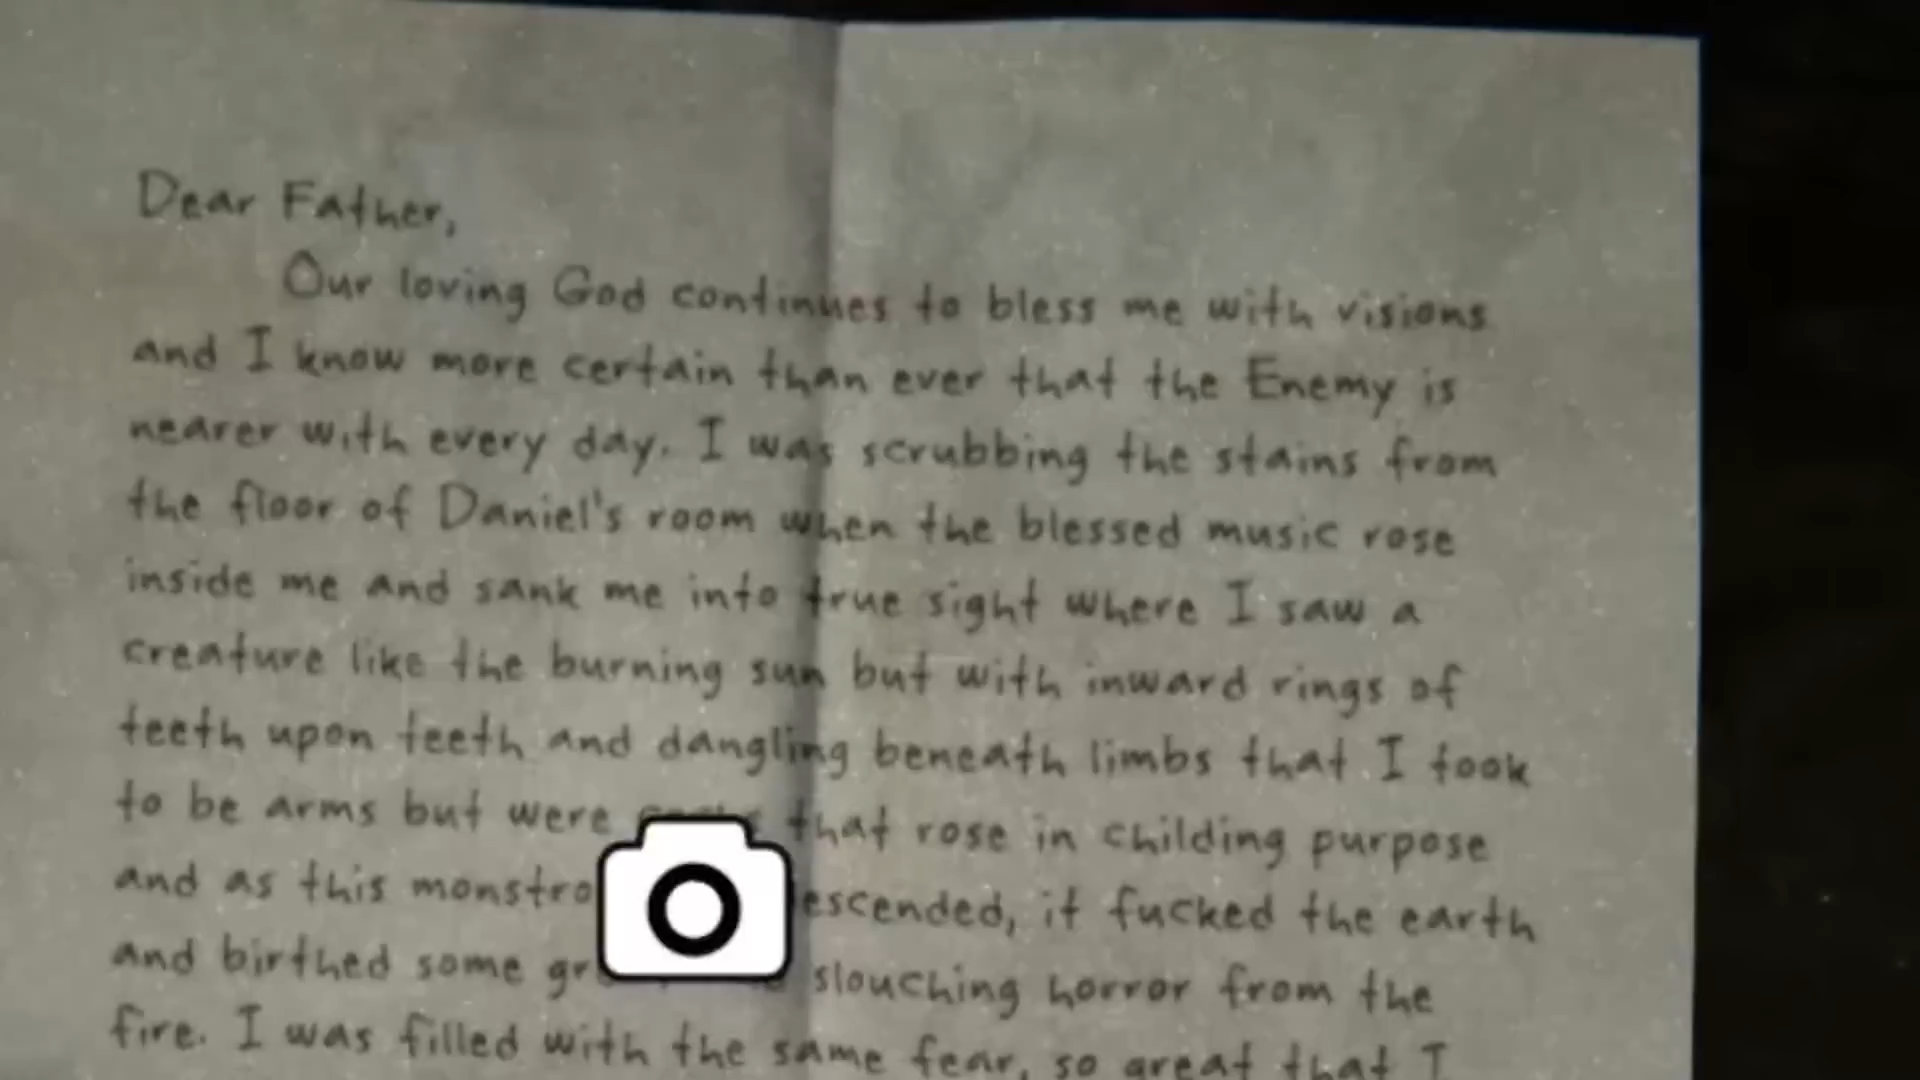 Dear Father,
Our loving God continues to bless me with visions
and I know more certain than ever that the Enemy is
nearer with every day. I was scrubbing the stains from
the floor of Daniel's room when the blessed music rose
inside me and sank me into true sight where I saw a
creature like the burning sun but with inward rings of
teeth upon teeth and dangling beneath limbs that I took
to be arms but were that rose in childing purpose
and as this monstro escended, it fucked the earth
and birthed some gr slouching horror from the
fire. I was filled with the same fear, so great that I